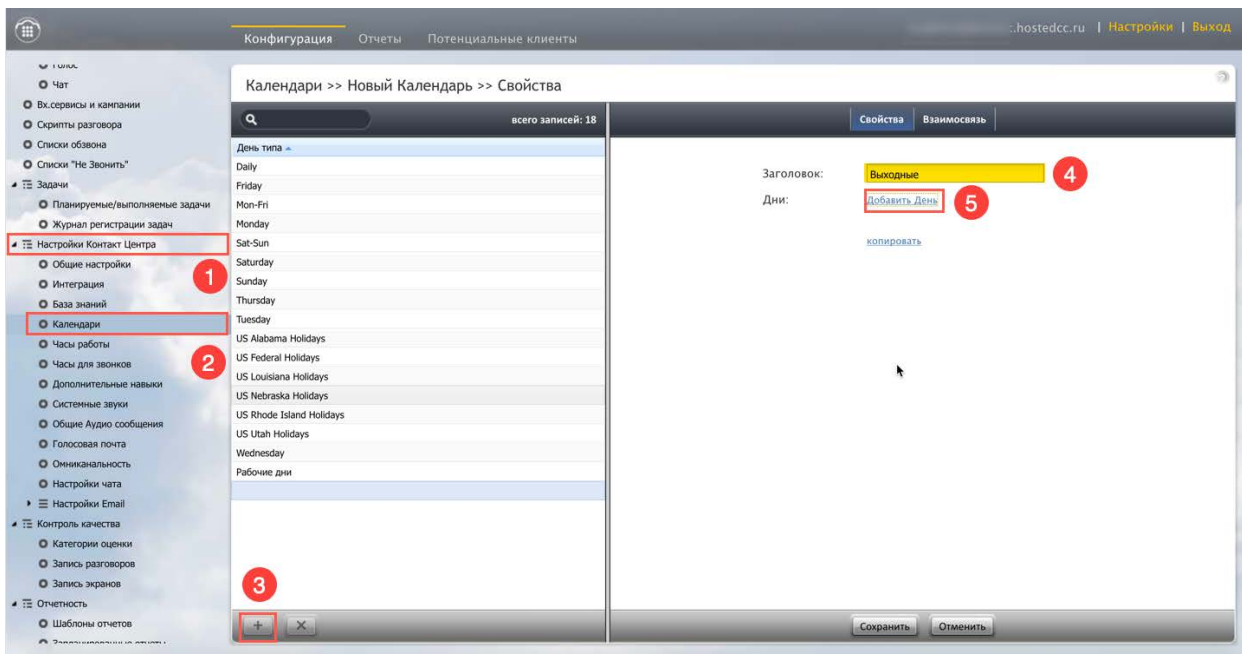 Конфигурация Отчеты Потенциальные клиенты
.hostedcc.ru | Настройки | Выход
Голос
Чат
Вх.сервисы и кампании
Скрипты разговора
Списки обзвона
Списки "Не Звонить"
Задачи
Планируемые/выполняемые задачи
Журнал регистрации задач
Настройки Контакт Центра
1
Общие настройки
Интеграция
База знаний
Календари
2
Часы работы
Часы для звонков
Дополнительные навыки
Системные звуки
Общие Аудио сообщения
Голосовая почта
Омниканальность
Настройки чата
Настройки Email
Контроль качества
Категории оценки
Запись разговоров
Запись экранов
Отчетность
Шаблоны отчетов
Запланированные отчеты
Календари >> Новый Календарь >> Свойства
всего записей: 18
День типа
Daily
Friday
Mon-Fri
Monday
Sat-Sun
Saturday
Sunday
Thursday
Tuesday
US Alabama Holidays
US Federal Holidays
US Louisiana Holidays
US Nebraska Holidays
US Rhode Island Holidays
US Utah Holidays
Wednesday
Рабочие дни
3
+ ×
Свойства Взаимосвязь
Заголовок: Выходные 4
Дни: Добавить День 5
копировать
Сохранить Отменить